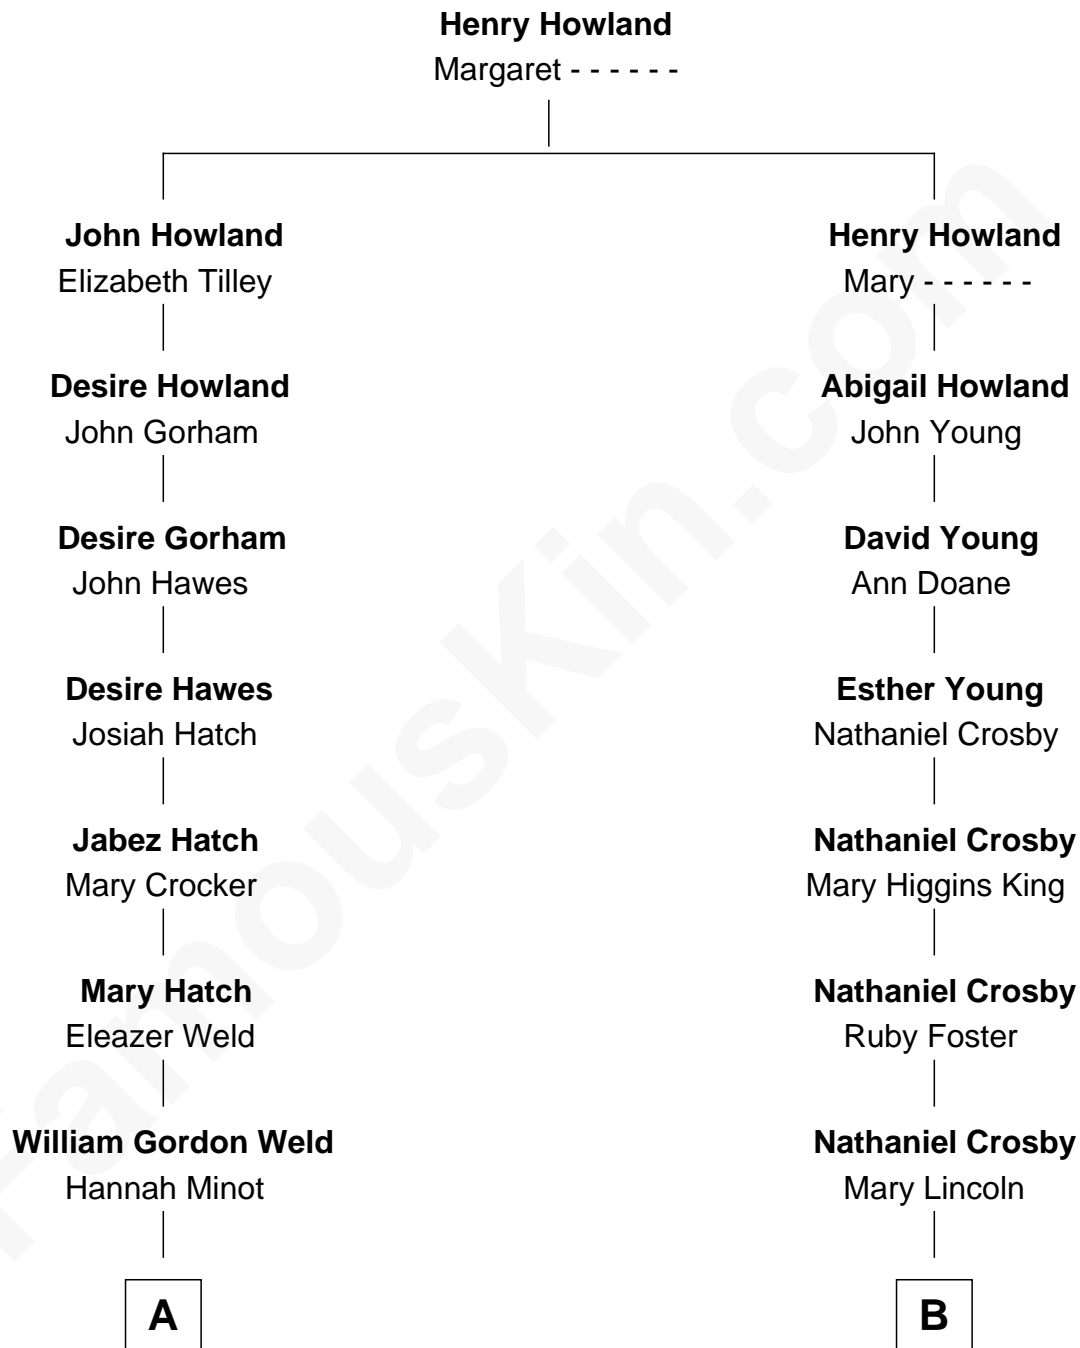 Henry Howland
Margaret - - - - - -
John Howland
Elizabeth Tilley
Henry Howland
Mary - - - - - -
Desire Howland
John Gorham
Abigail Howland
John Young
Desire Gorham
John Hawes
David Young
Ann Doane
Desire Hawes
Josiah Hatch
Esther Young
Nathaniel Crosby
Jabez Hatch
Mary Crocker
Nathaniel Crosby
Mary Higgins King
Mary Hatch
Eleazer Weld
Nathaniel Crosby
Ruby Foster
William Gordon Weld
Hannah Minot
Nathaniel Crosby
Mary Lincoln
A
B
FamousKin.com